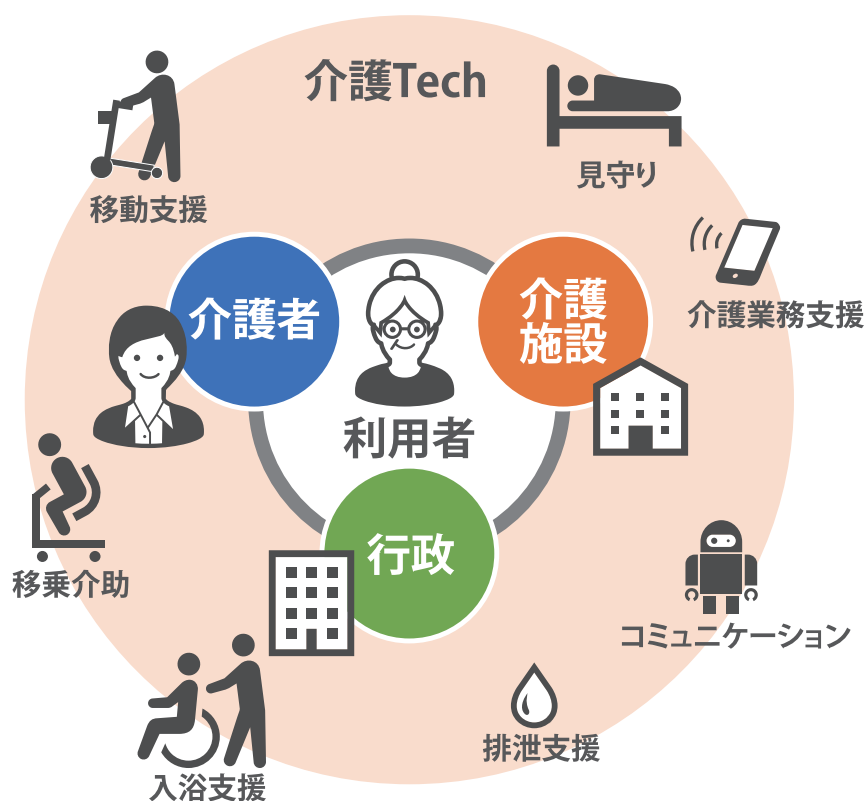 介護Tech
移動支援
見守り
介護業務支援
介護者
介護
施設
利用者
行政
移乗介助
コミュニケーション
排泄支援
入浴支援